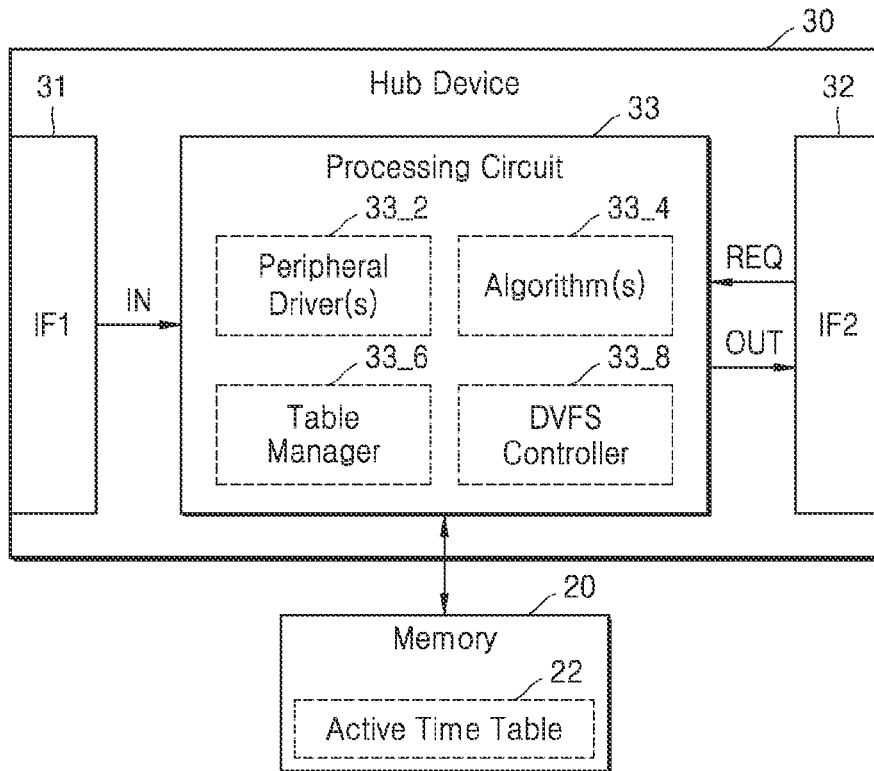 30
Hub Device
31
33
32
Processing Circuit
33_2
33_4
Peripheral
Driver(s)
Algorithm(s)
REQ
IN
IF1
IF2
OUT
33_6
33_8
Table
Manager
DVFS
Controller
20
Memory
22
Active Time Table